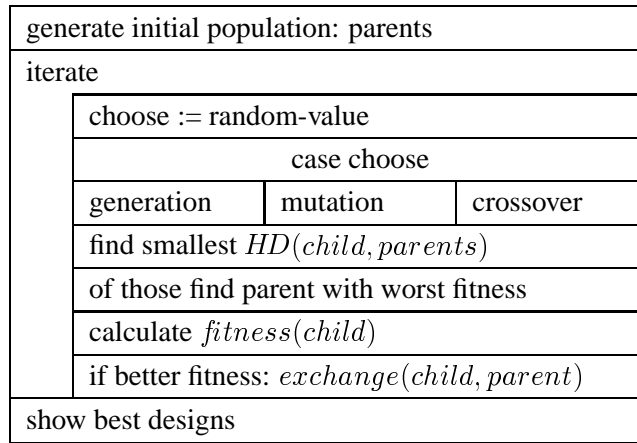 generate initial population: parents
iterate
choose := random-value
case choose
generation mutation crossover
find smallest HD(child, parents)
of those find parent with worst fitness
calculate fitness(child)
if better fitness: exchange(child, parent)
show best designs